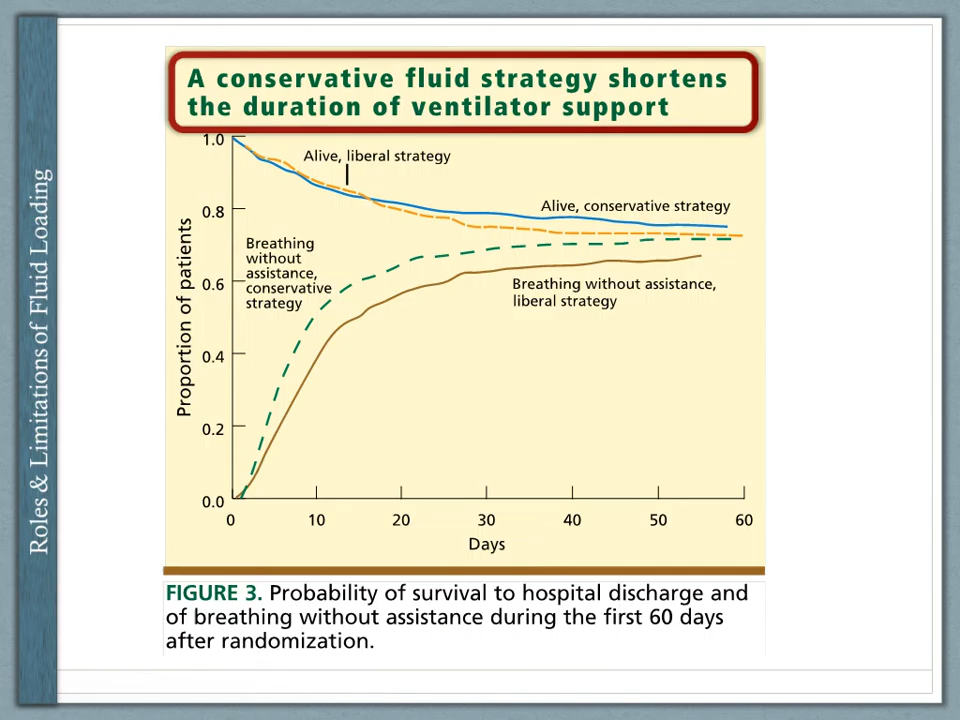 Roles & Limitations of Fluid Loading
A conservative fluid strategy shortens
the duration of ventilator support
Proportion of patients
1.0
0.8
0.6
0.4
0.2
0.0
Alive, liberal strategy
Alive, conservative strategy
Breathing
without
assistance,
conservative
strategy
Breathing without assistance,
liberal strategy
0 10 20 30 40 50 60
Days
FIGURE 3. Probability of survival to hospital discharge and
of breathing without assistance during the first 60 days
after randomization.